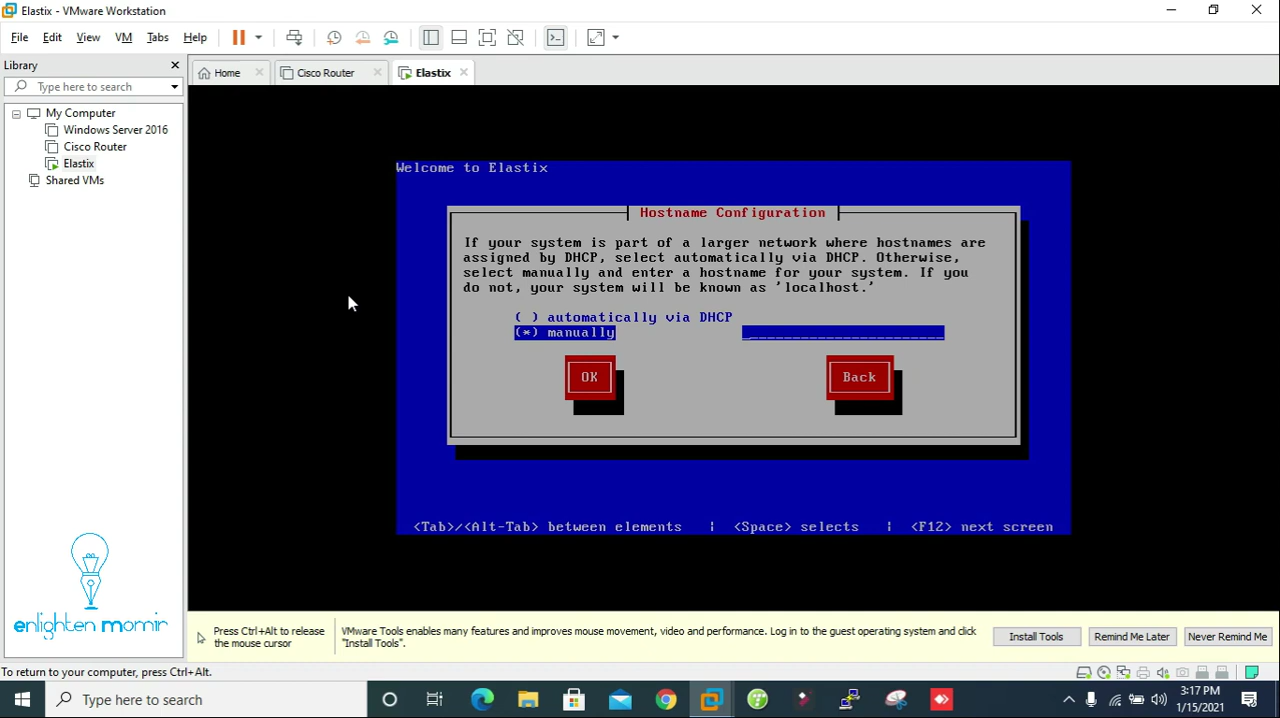 Elastix - VMware Workstation
File Edit View VM Tabs Help
Library
Type here to search
My Computer
Windows Server 2016
Cisco Router
Elastix
Shared VMs
Home
Cisco Router
Elastix
Welcome to Elastix
Hostname Configuration
If your system is part of a larger network where hostnames are
assigned by DHCP, select automatically via DHCP. Otherwise,
select manually and enter a hostname for your system. If you
do not, your system will be known as 'localhost.'
( ) automatically via DHCP
(*) manually
OK Back
<Tab>/<Alt-Tab> between elements | <Space> selects | <F12> next screen
enlighten mornin
Press Ctrl+Alt to release
the mouse cursor
VMware Tools enables many features and improves mouse movement, video and performance. Log in to the guest operating system and click
"Install Tools".
Install Tools
Remind Me Later
Never Remind Me
To return to your computer, press Ctrl+Alt.
Type here to search
3:17 PM
1/15/2021